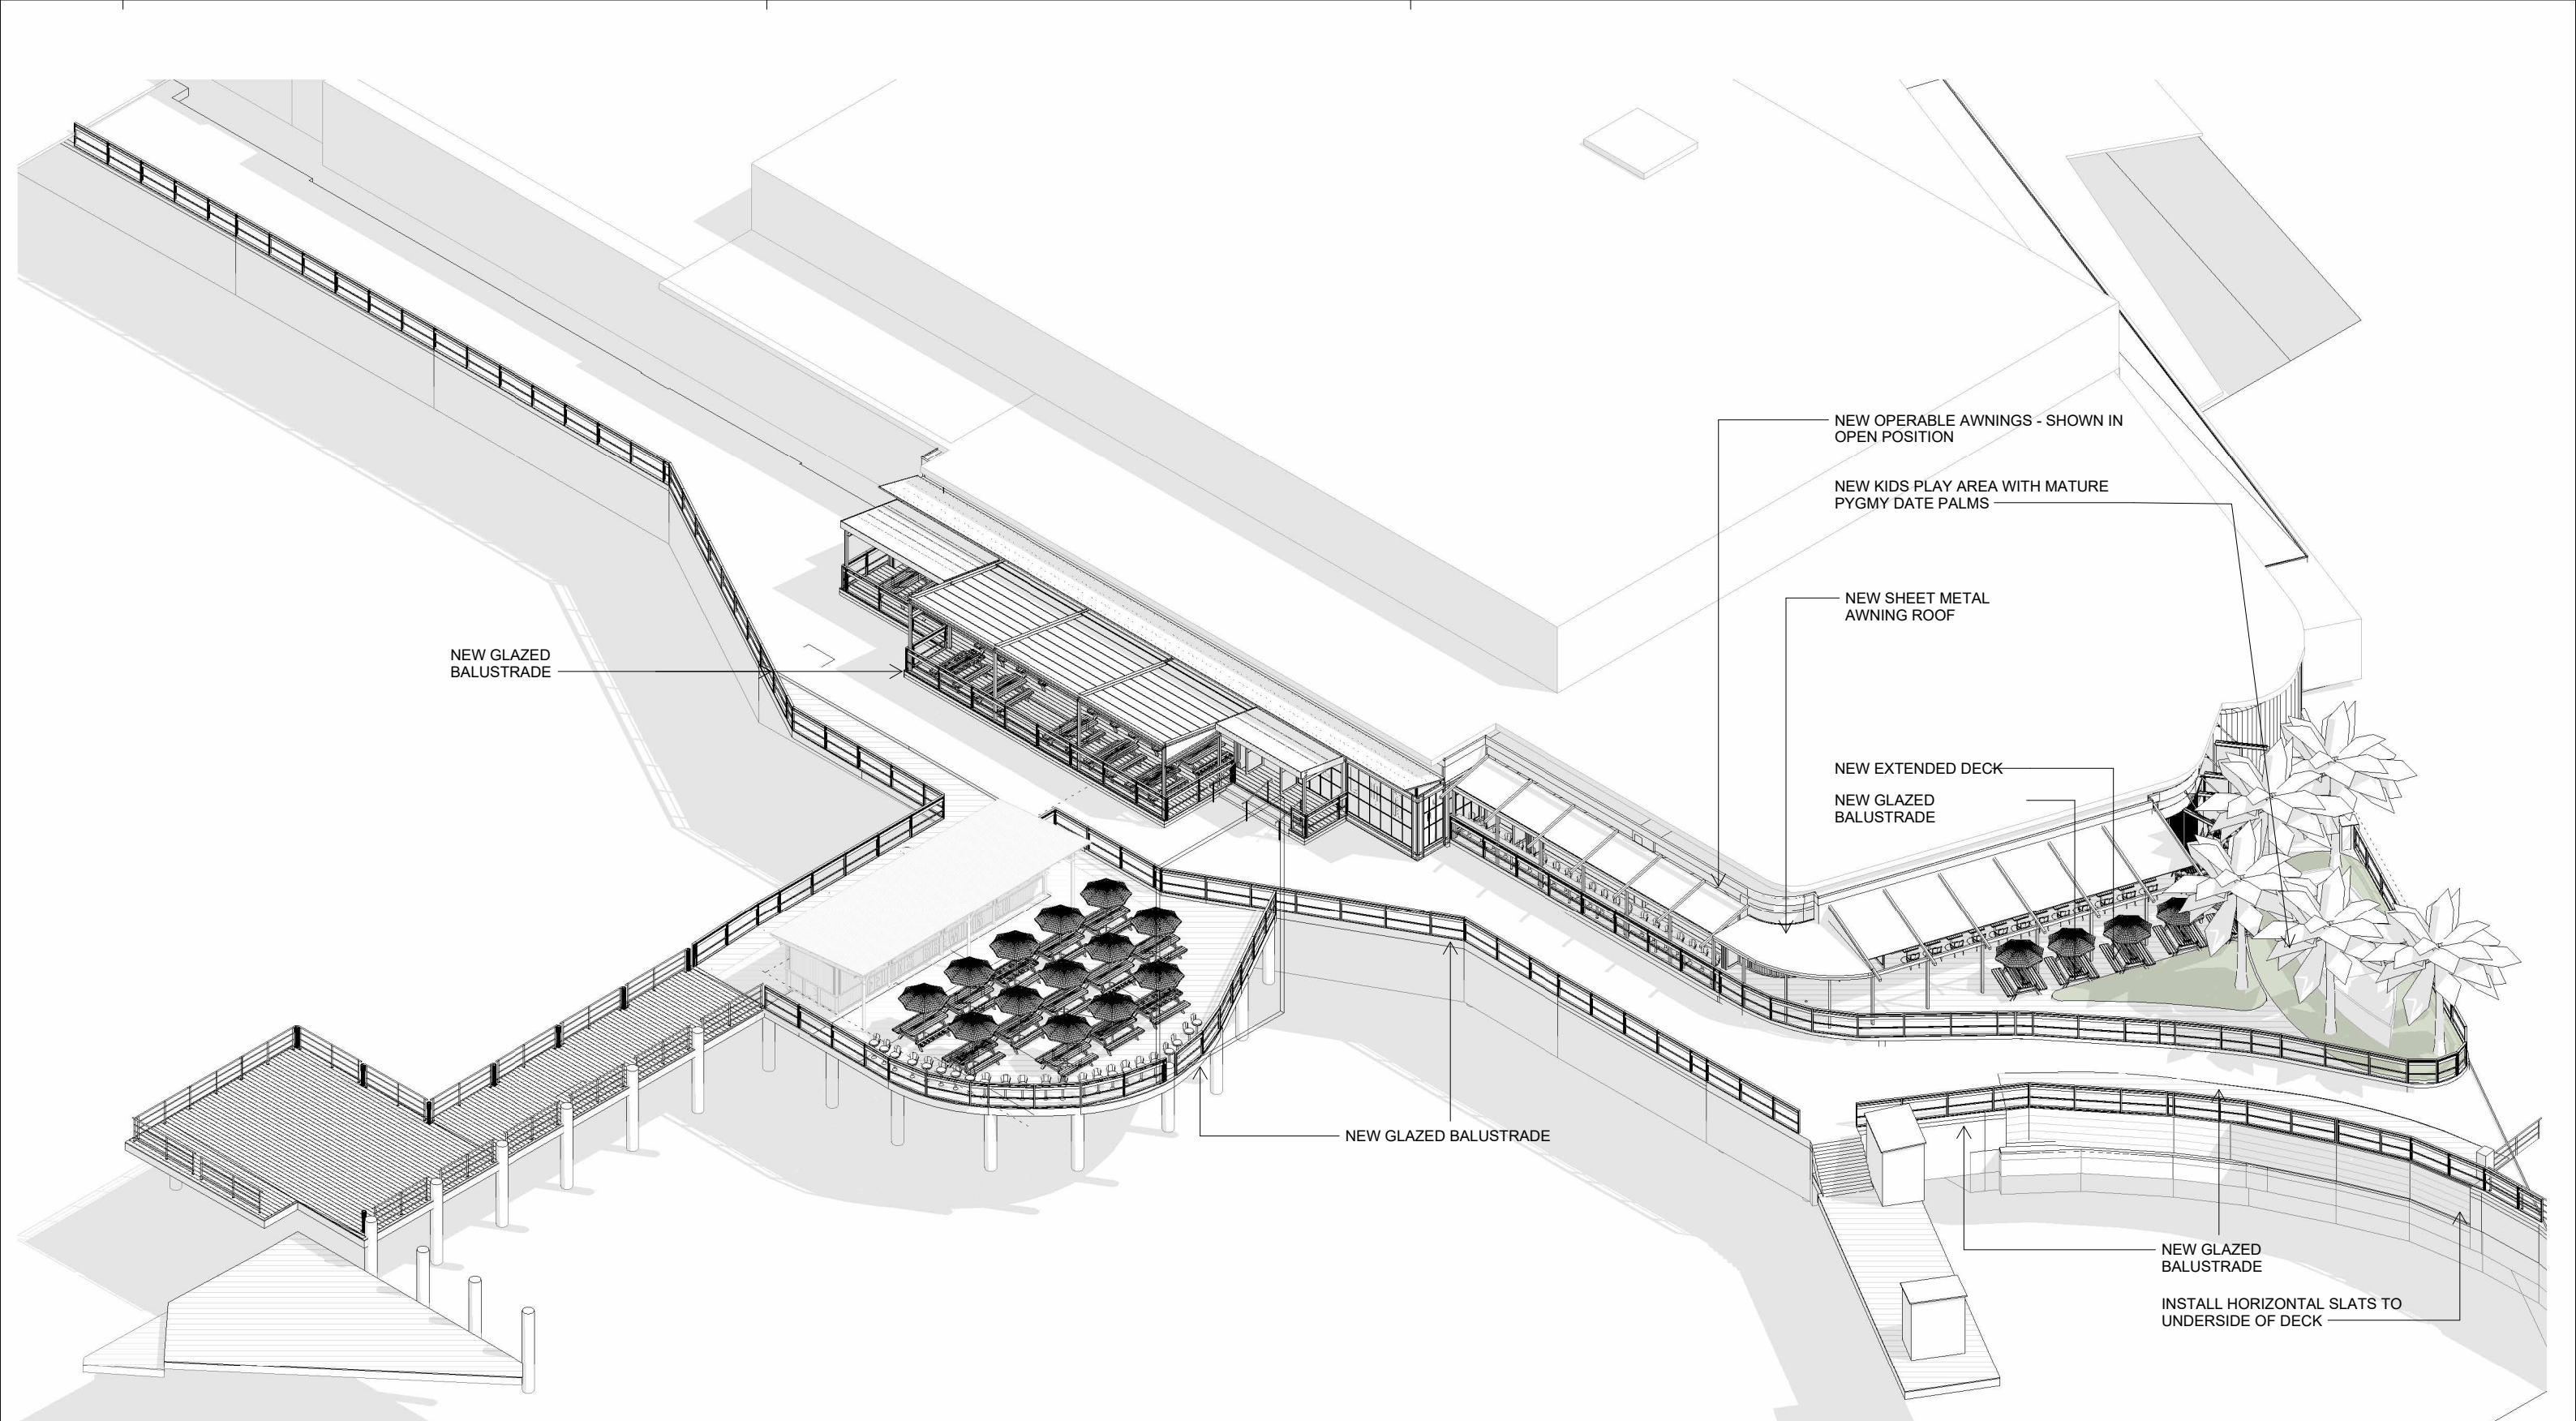 NEW OPERABLE AWNINGS - SHOWN IN
OPEN POSITION
NEW KIDS PLAY AREA WITH MATURE
PYGMY DATE PALMS
NEW SHEET METAL
AWNING ROOF
NEW GLAZED
BALUSTRADE
NEW EXTENDED DECK
NEW GLAZED
BALUSTRADE
NEW GLAZED BALUSTRADE
NEW GLAZED
BALUSTRADE
INSTALL HORIZONTAL SLATS TO
UNDERSIDE OF DECK